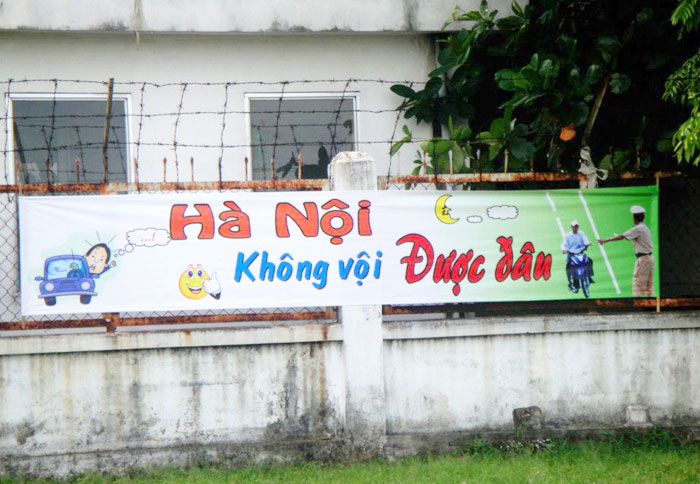 Hà Nội
Không vội Được đâu